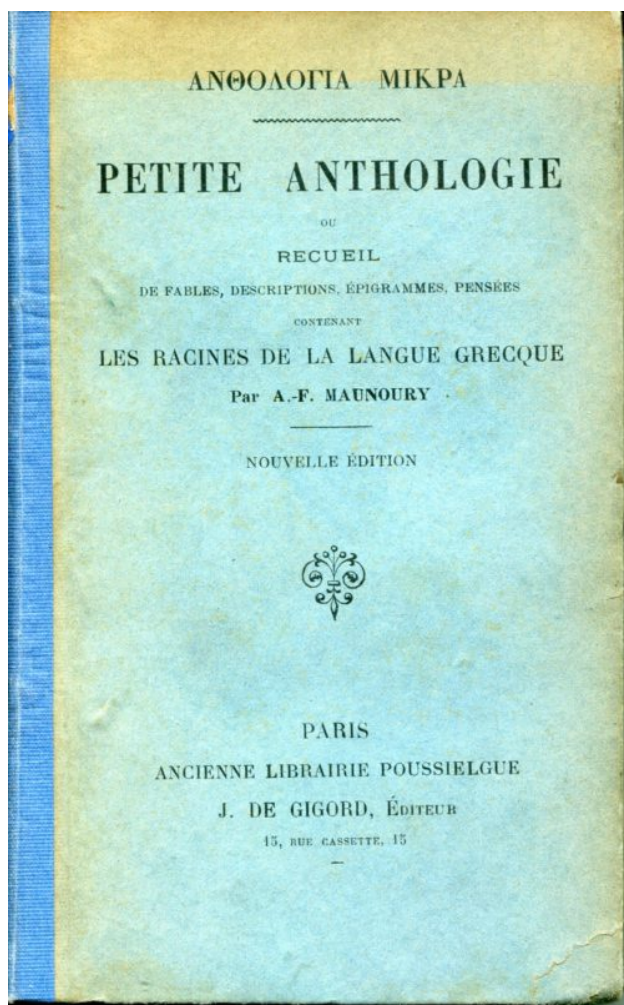 ΑΝΘΟΛΟΓΙΑ ΜΙΚΡΑ
PETITE ANTHOLOGIE
OU
RECUEIL
DE FABLES, DESCRIPTIONS, ÉPIGRAMMES, PENSÉES
CONTENANT
LES RACINES DE LA LANGUE GRECQUE
Par A.-F. MAUNOURY
NOUVELLE ÉDITION
PARIS
ANCIENNE LIBRAIRIE POUSSIELGUE
J. DE GIGORD, ÉDITEUR
15, RUE CASSETTE, 15